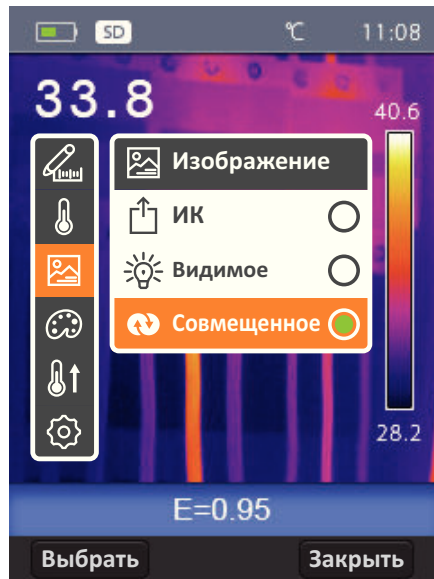 SD °C 11:08
33.8
40.6
Изображение
ИК
Видимое
Совмещенное
28.2
E=0.95
Выбрать Закрыть